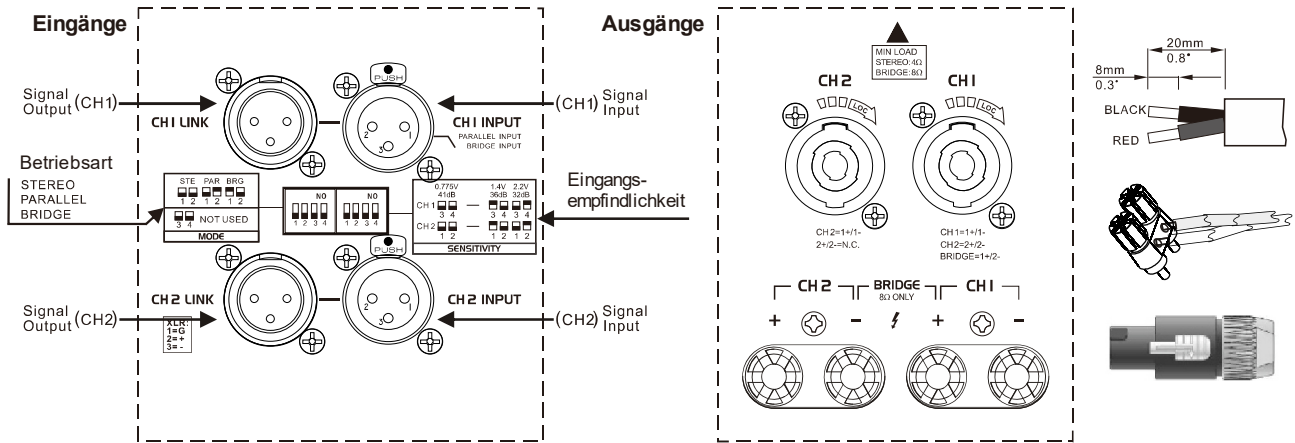 Eingänge
Signal
Output (CH1)
CH1 LINK
PUSH
CH1 INPUT
PARALLEL INPUT
BRIDGE INPUT
(CH1) Signal
Input
Betriebsart
STEREO
PARALLEL
BRIDGE
STE PAR BRG
1 2 1 2 1 2
3 4 NOT USED
MODE
NO
1 2 3 4 1 2 3 4
0.775V 1.4V 2.2V
41dB 36dB 32dB
CH 1
3 4 — 3 4 3 4
CH 2
1 2 — 1 2 1 2
SENSITIVITY
Eingangs-
empfindlichkeit
PUSH
Signal
Output (CH2)
CH2 LINK
XLR:
1=G
2=+
3=-
CH2 INPUT
(CH2) Signal
Input
2 1
3
2 1
3
Ausgänge
MIN LOAD
STEREO:4Ω
BRIDGE:8Ω
CH2
LOC
CH1
LOC
CH2=1+/1-
2+/2-=N.C.
CH1=1+/1-
CH2=2+/2-
BRIDGE=1+/2-
CH2 BRIDGE CH1
8Ω ONLY
+ - + -
20mm
0.8"
8mm
0.3"
BLACK
RED